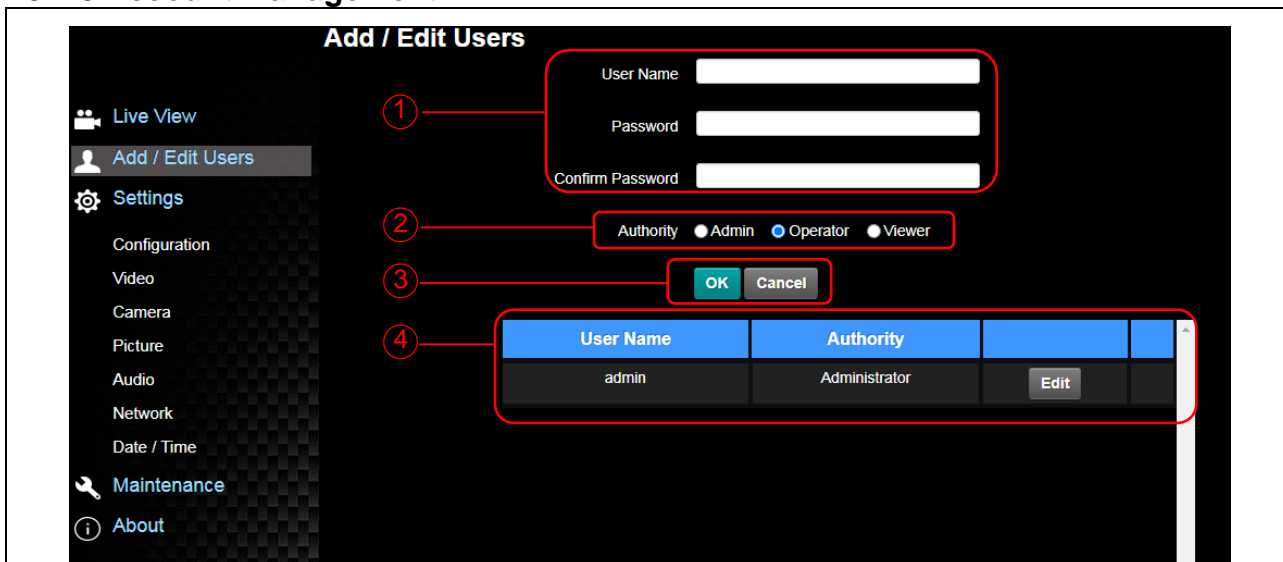 Add / Edit Users
Live View
Add / Edit Users
Settings
Configuration
Video
Camera
Picture
Audio
Network
Date / Time
Maintenance
About
1
User Name
Password
Confirm Password
2
Authority Admin Operator Viewer
3
OK Cancel
4
User Name Authority
admin Administrator Edit